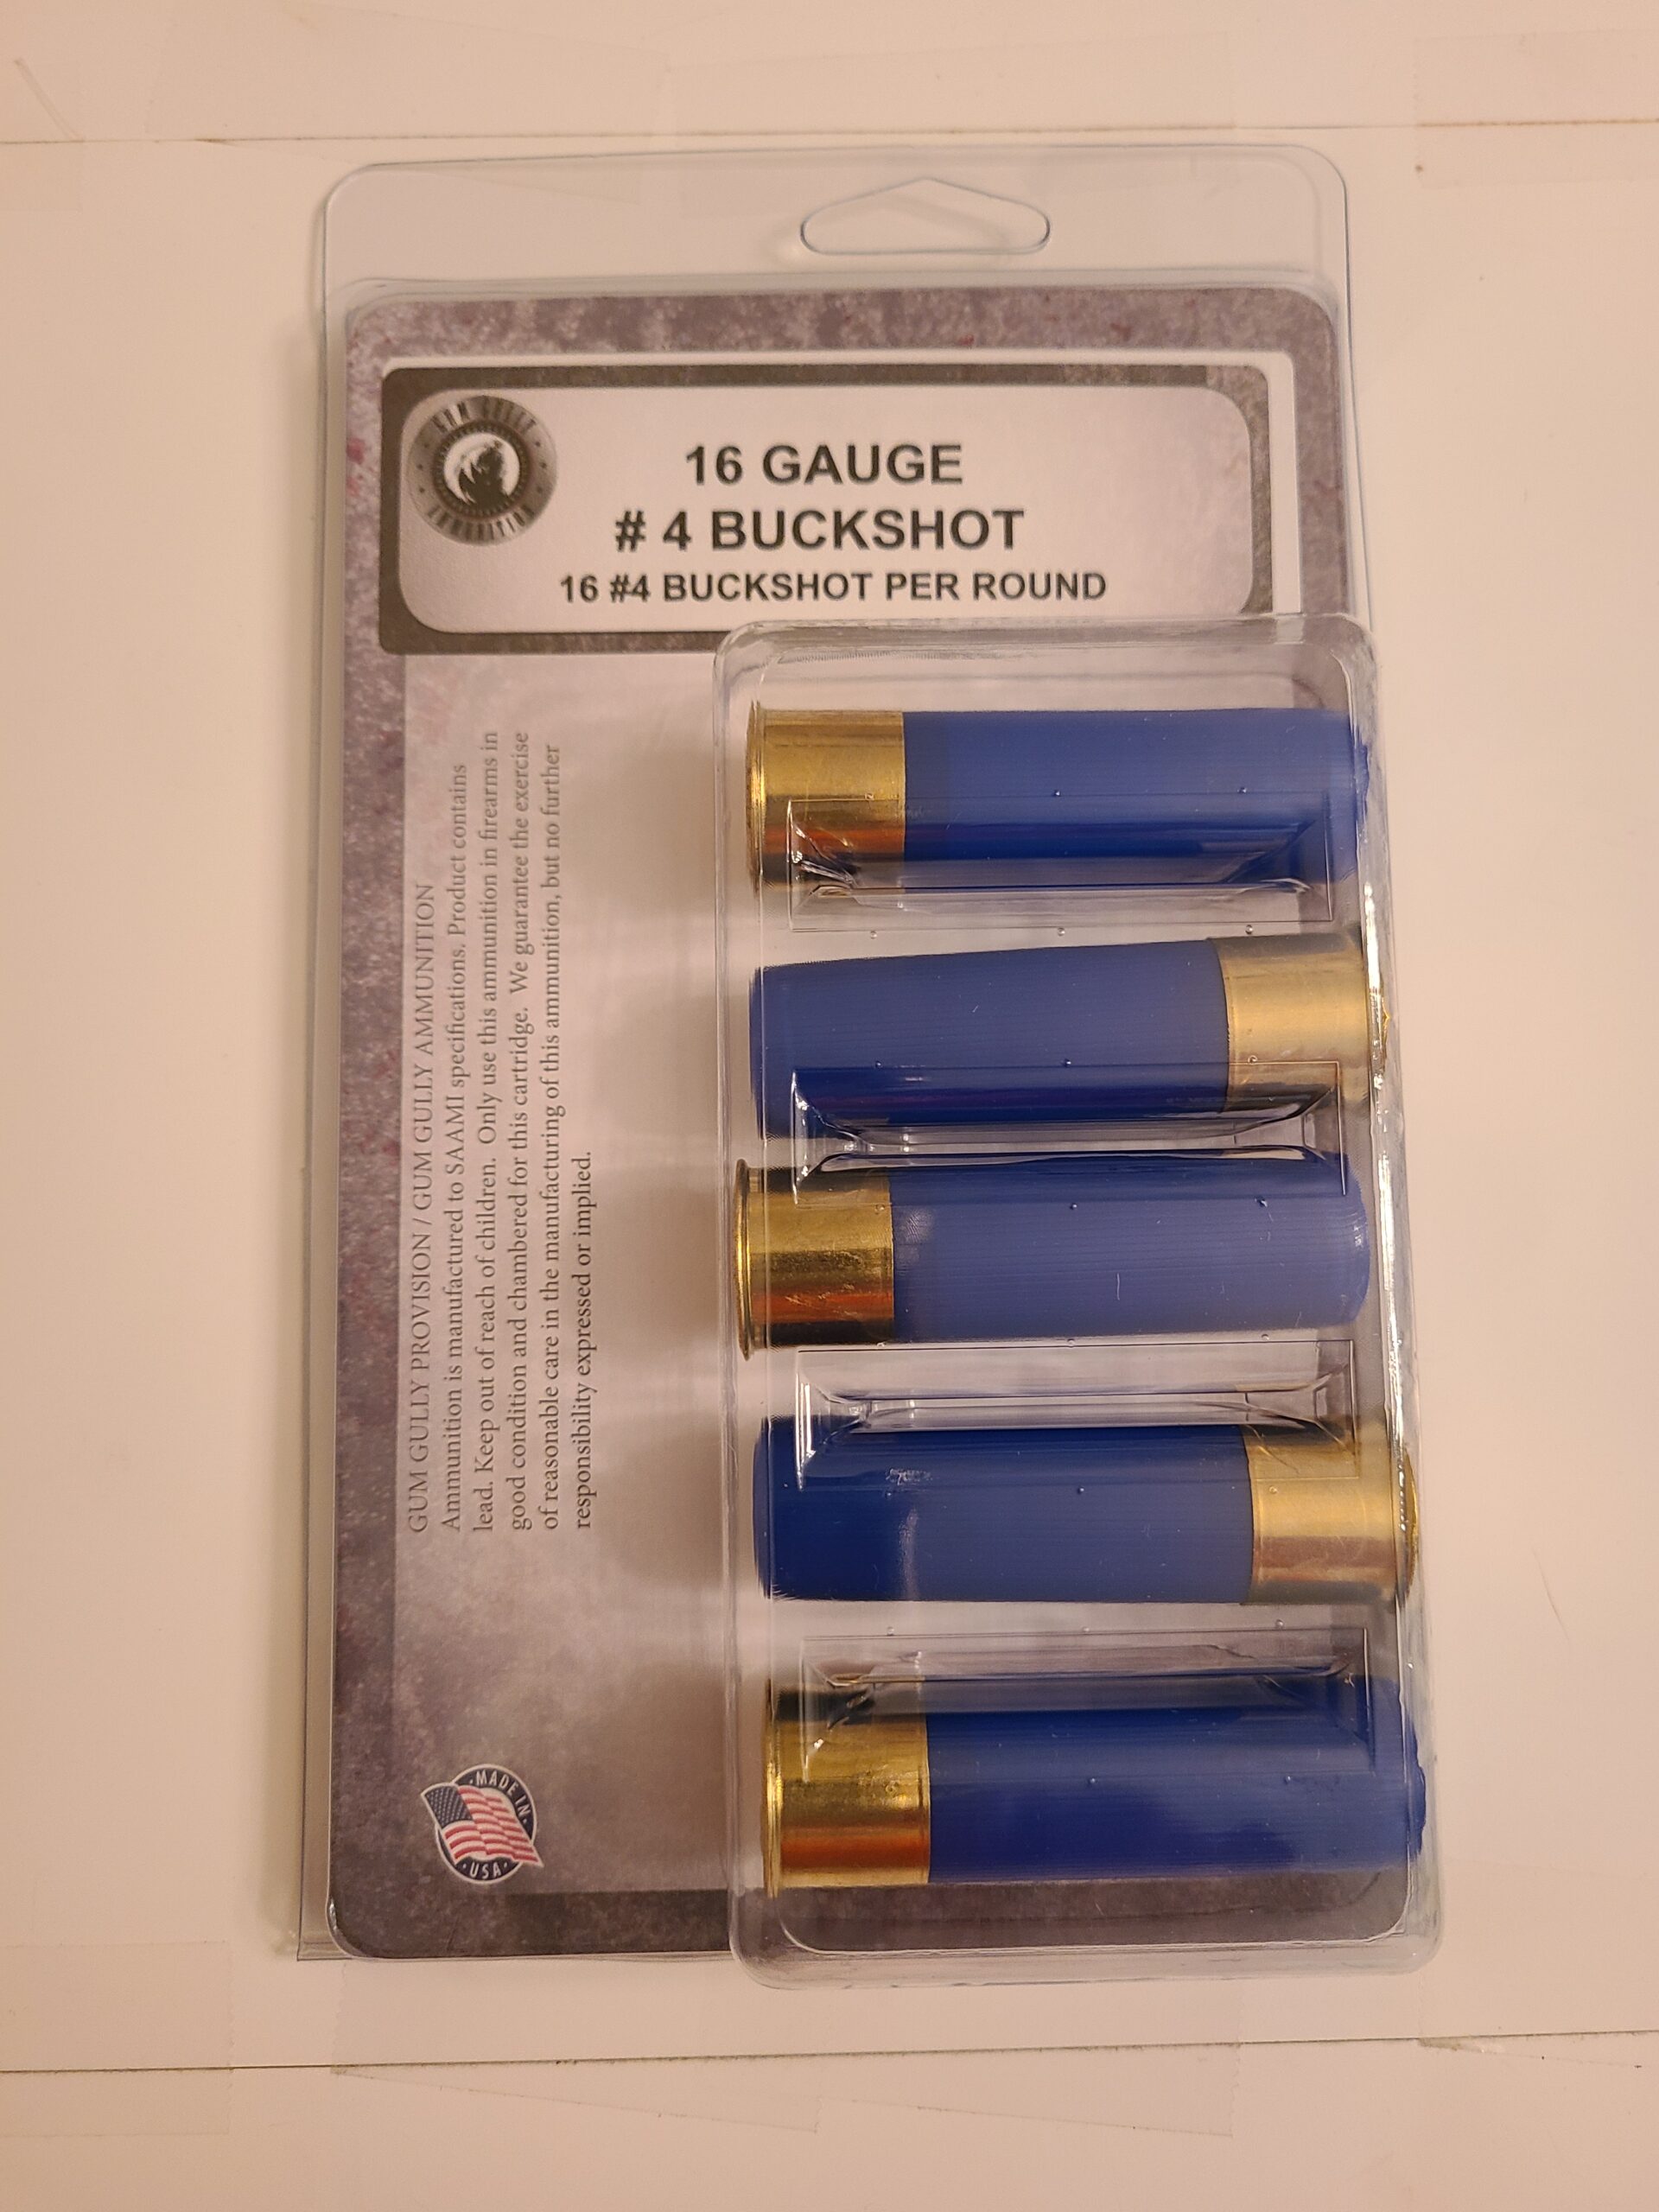 GUM GULLY
AMMUNITION
16 GAUGE
# 4 BUCKSHOT
16 #4 BUCKSHOT PER ROUND
GUM GULLY PROVISION / GUM GULLY AMMUNITION
Ammunition is manufactured to SAAMI specifications. Product contains
lead. Keep out of reach of children. Only use this ammunition in firearms in
good condition and chambered for this cartridge. We guarantee the exercise
of reasonable care in the manufacturing of this ammunition, but no further
responsibility expressed or implied.
MADE IN
USA